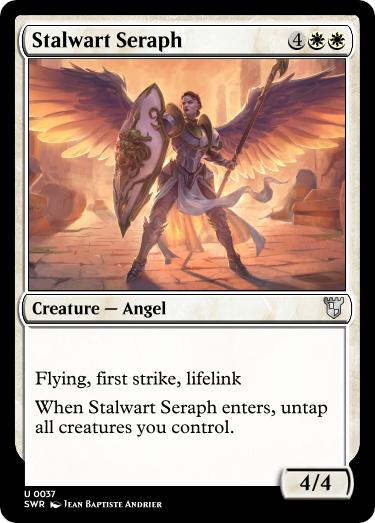 Stalwart Seraph 4
Creature — Angel
Flying, first strike, lifelink
When Stalwart Seraph enters, untap
all creatures you control.
4/4
U 0037
SWR Jean Baptiste Andrier